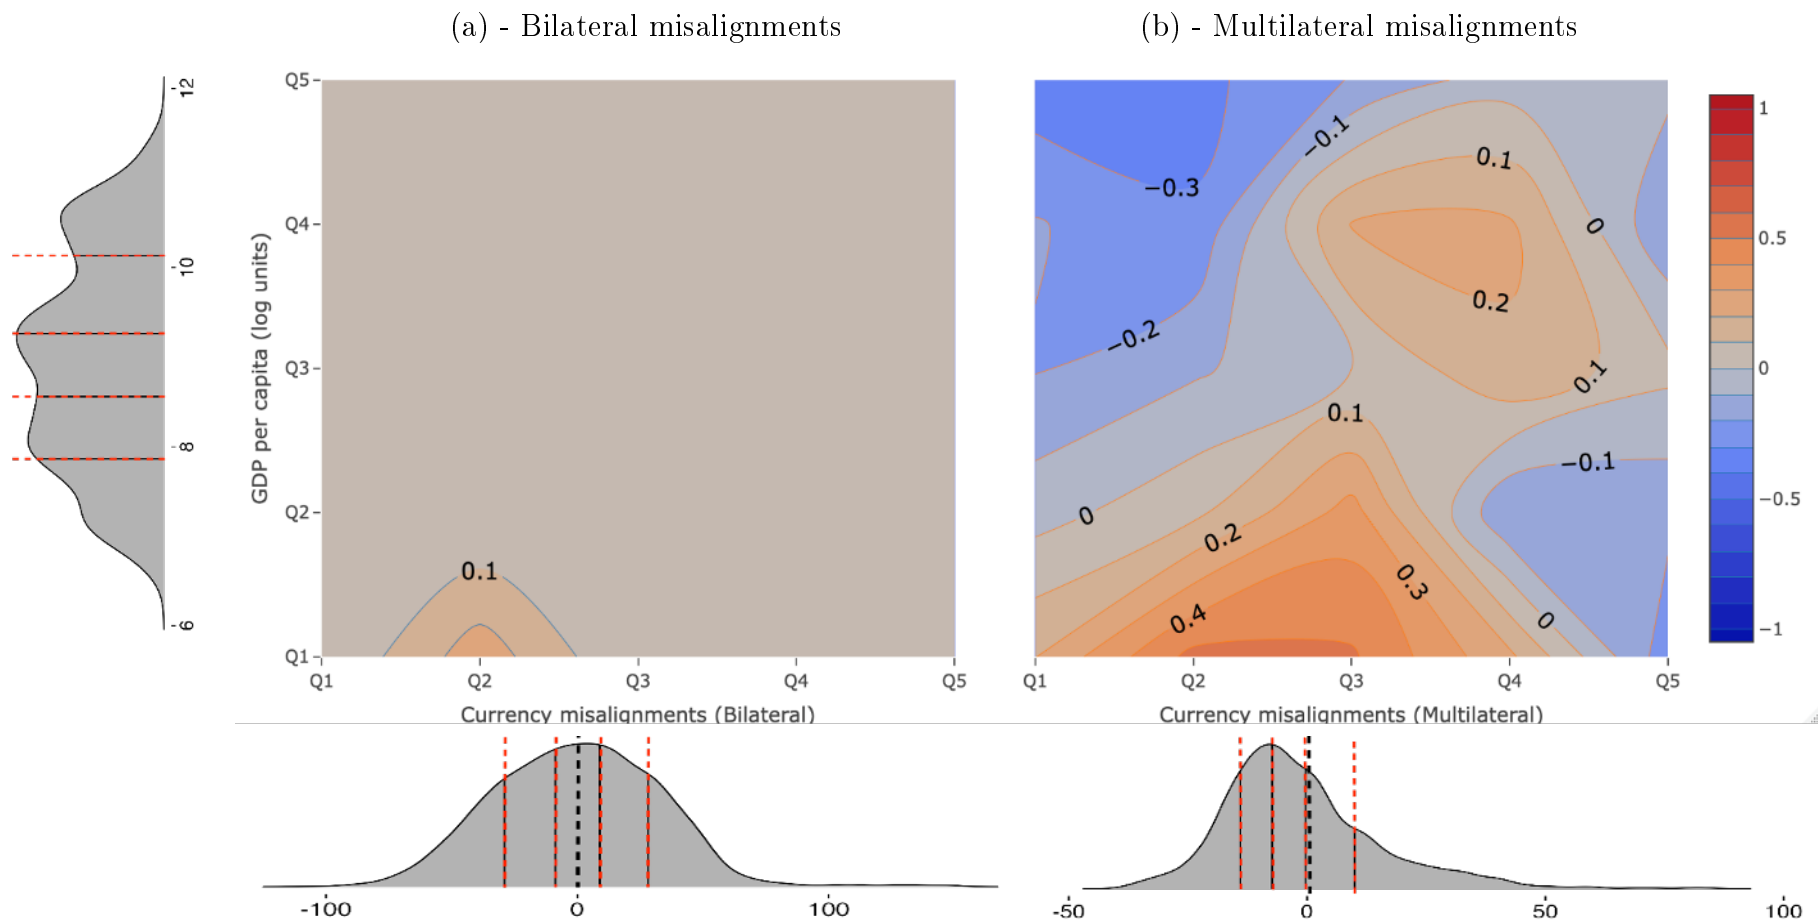 (a) - Bilateral misalignments
(b) - Multilateral misalignments
12
10
8
6
GDP per capita (log units)
Q5
Q4
Q3
Q2
Q1
0.1
Q1 Q2 Q3 Q4 Q5
Currency misalignments (Bilateral)
−0.1
0.1
−0.3
0
0.2
−0.2
0.1
0.1
−0.1
0
0.2
0.3
0.4
0
Q1 Q2 Q3 Q4 Q5
Currency misalignments (Multilateral)
1
0.5
0
−0.5
−1
-100 0 100
-50 0 50 100